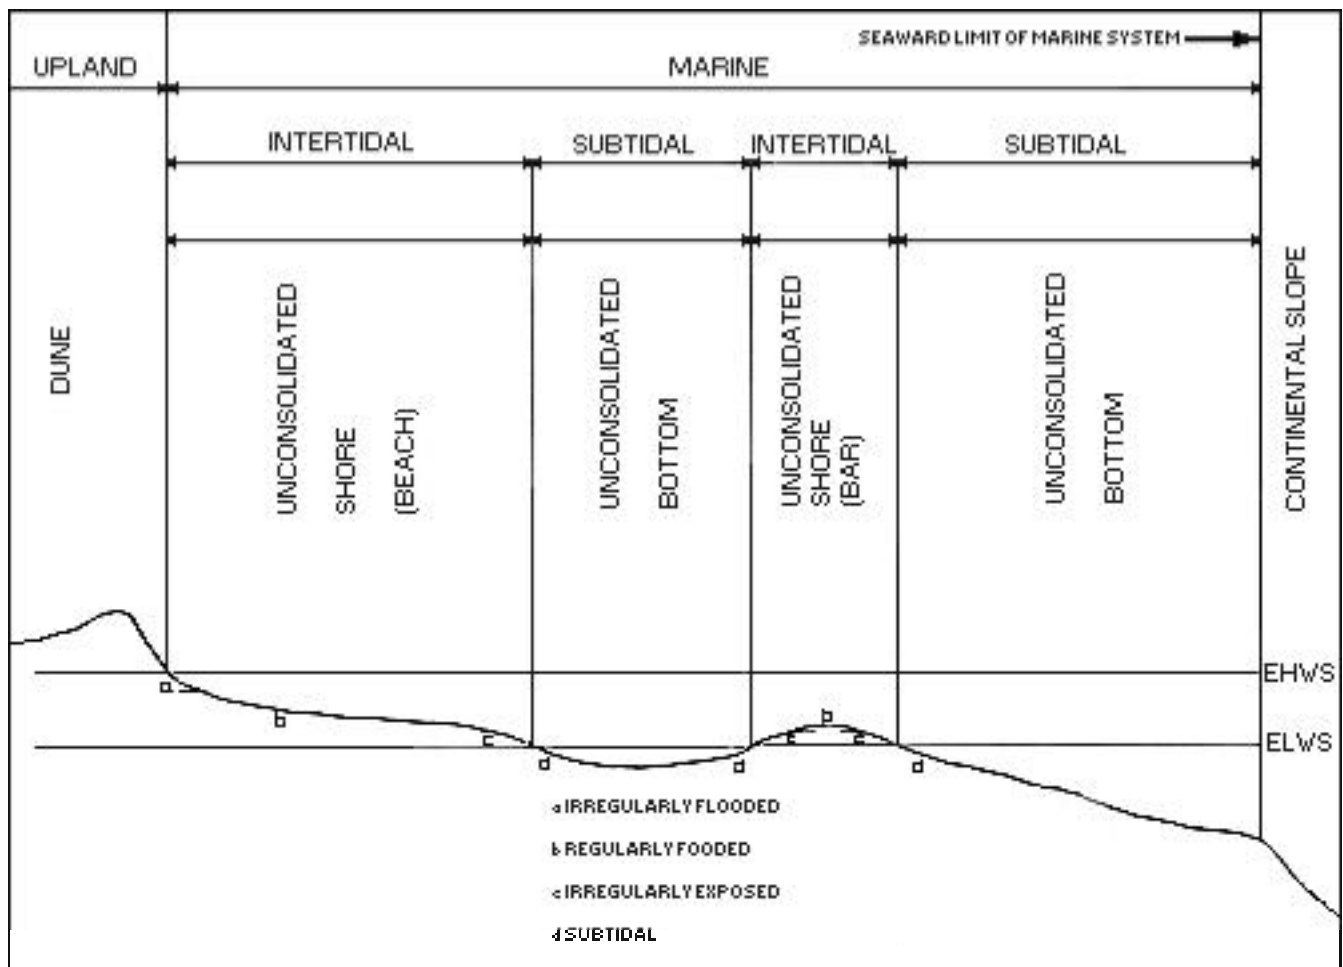 SEAWARD LIMIT OF MARINE SYSTEM
UPLAND
MARINE
INTERTIDAL
SUBTIDAL
INTERTIDAL
SUBTIDAL
DUNE
UNCONSOLIDATED
SHORE
(BEACH)
UNCONSOLIDATED
BOTTOM
UNCONSOLIDATED
SHORE
(BAR)
UNCONSOLIDATED
BOTTOM
CONTINENTAL SLOPE
EHWS
a
b
b
c
c
c
ELWS
d
d
d
a IRREGULARLY FLOODED
b REGULARLY FOODED
c IRREGULARLY EXPOSED
d SUBTIDAL